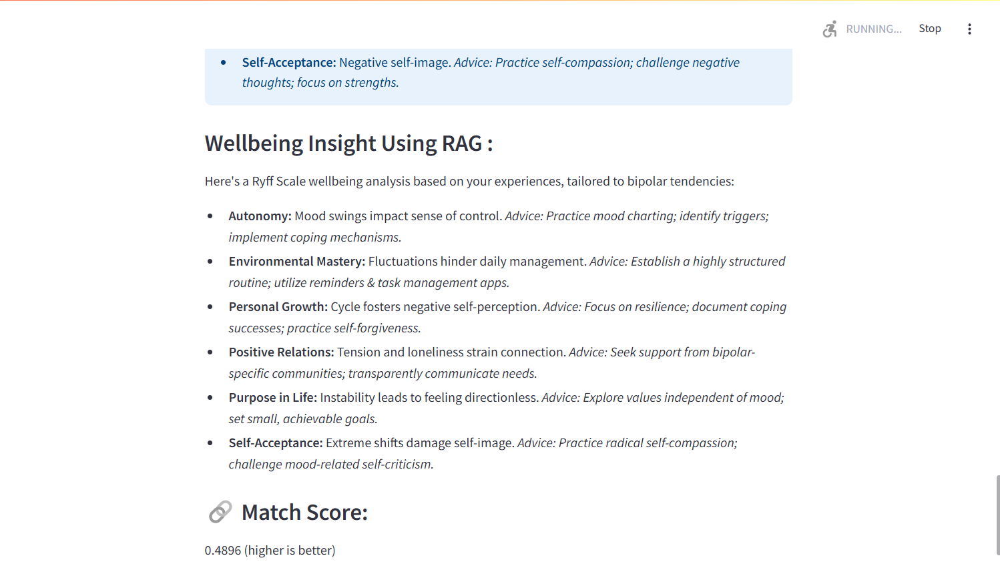 RUNNING...
Stop
Self-Acceptance: Negative self-image. Advice: Practice self-compassion; challenge negative
thoughts; focus on strengths.
Wellbeing Insight Using RAG :
Here's a Ryff Scale wellbeing analysis based on your experiences, tailored to bipolar tendencies:
Autonomy: Mood swings impact sense of control. Advice: Practice mood charting; identify triggers;
implement coping mechanisms.
Environmental Mastery: Fluctuations hinder daily management. Advice: Establish a highly structured
routine; utilize reminders & task management apps.
Personal Growth: Cycle fosters negative self-perception. Advice: Focus on resilience; document coping
successes; practice self-forgiveness.
Positive Relations: Tension and loneliness strain connection. Advice: Seek support from bipolar-
specific communities; transparently communicate needs.
Purpose in Life: Instability leads to feeling directionless. Advice: Explore values independent of mood;
set small, achievable goals.
Self-Acceptance: Extreme shifts damage self-image. Advice: Practice radical self-compassion;
challenge mood-related self-criticism.
Match Score:
0.4896 (higher is better)